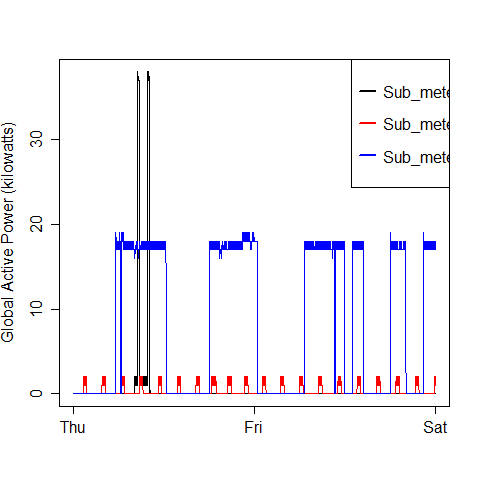 Global Active Power (kilowatts)
30
20
10
0
Thu
Fri
Sat
Sub_mete
Sub_mete
Sub_mete